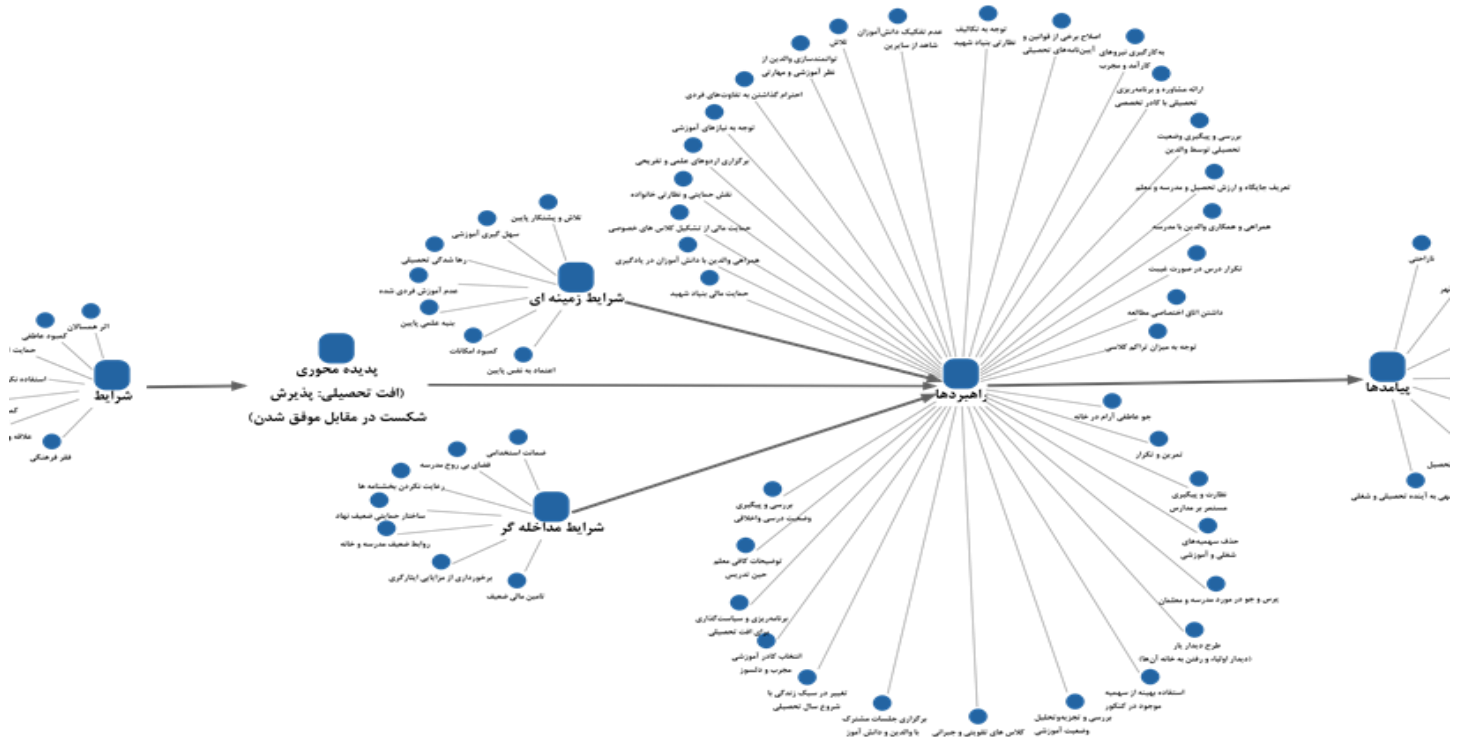 توجه به تکالیف
نظارتی بنیاد شهید
عدم تفکیک دانش‌آموزان
شاهد از سایرین
تلاش
توانمندسازی والدین از
نظر آموزشی و مهارتی
احترام گذاشتن به تفاوت‌های فردی
توجه به نیازهای آموزشی
برگزاری اردوهای علمی و تفریحی
نقش حمایتی و نظارتی خانواده
حمایت مالی از تشکیل کلاس های خصوصی
همراهی والدین با دانش آموزان در یادگیری
حمایت مالی بنیاد شهید
اصلاح برخی از قوانین و
آیین‌نامه‌های تحصیلی
به‌کارگیری نیروهای
کارآمد و مجرب
ارائه مشاوره و برنامه‌ریزی
تحصیلی با کادر تخصصی
بررسی و پیگیری وضعیت
تحصیلی توسط والدین
تعریف جایگاه و ارزش تحصیل و مدرسه و معلم
همراهی و همکاری والدین با مدرسه
تکرار درس در صورت غیبت
داشتن اتاق اختصاصی مطالعه
توجه به میزان تراکم کلاسی
راهبردها
جو عاطفی آرام در خانه
تمرین و تکرار
نظارت و پیگیری
مستمر بر مدارس
حذف سهمیه‌های
شغلی و آموزشی
پرس و جو در مورد مدرسه و معلمان
طرح دیدار یار
(دیدار اولیاء و رفتن به خانه آن‌ها)
استفاده بهینه از سهمیه
موجود در کنکور
بررسی و تجزیه‌وتحلیل
وضعیت آموزشی
کلاس های تقویتی و جبرانی
برگزاری جلسات مشترک
با والدین و دانش آموز
تغییر در سبک زندگی با
شروع سال تحصیلی
انتخاب کادر آموزشی
مجرب و دلسوز
برنامه‌ریزی و سیاست‌گذاری
برای افت تحصیلی
توضیحات کافی معلم
حین تدریس
بررسی و پیگیری
وضعیت درسی واخلاقی
تلاش و پشتکار پایین
سهل گیری آموزشی
رها شدگی تحصیلی
عدم آموزش فردی شده
بنیه علمی پایین
کمبود امکانات
اعتماد به نفس پایین
شرایط زمینه ای
پدیده محوری
(افت تحصیلی: پذیرش
شکست در مقابل موفق شدن)
ضمانت استخدامی
فضای بی روح مدرسه
رعایت نکردن بخشنامه ها
ساختار حمایتی ضعیف نهاد
روابط ضعیف مدرسه و خانه
برخورداری از مزایایی ایثارگری
تامین مالی ضعیف
شرایط مداخله گر
اثر همسالان
کمبود عاطفی
حمایت
استفاده
علاقه و
فقر فرهنگی
شرایط
ناراحتی
پیامدها
تحصیل
به آینده تحصیلی و شغلی